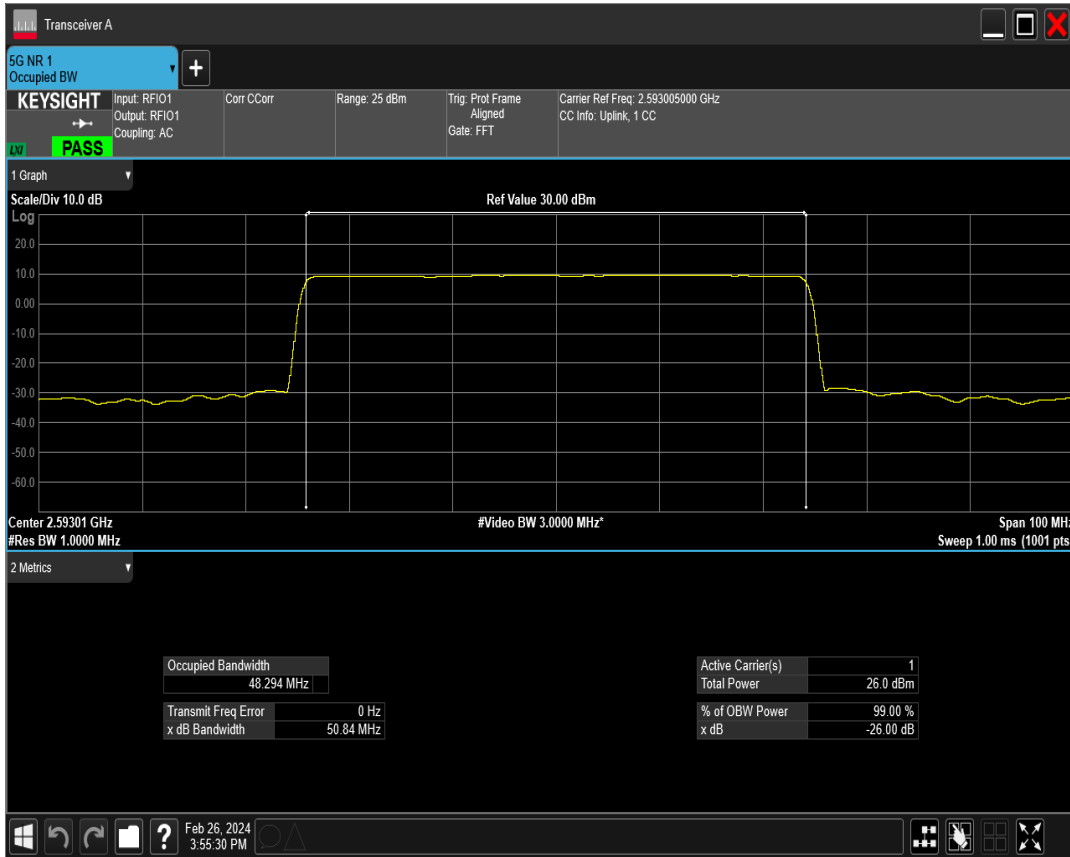 Transceiver A
5G NR 1
Occupied BW
+
KEYSIGHT
LXI
PASS
Input: RFIO1
Output: RFIO1
Coupling: AC
Corr CCorr
Range: 25 dBm
Trig: Prot Frame
Aligned
Gate: FFT
Carrier Ref Freq: 2.593005000 GHz
CC Info: Uplink, 1 CC
1 Graph
Scale/Div 10.0 dB
Ref Value 30.00 dBm
Log
20.0
10.0
0.00
-10.0
-20.0
-30.0
-40.0
-50.0
-60.0
Center 2.59301 GHz
#Video BW 3.0000 MHz*
Span 100 MHz
#Res BW 1.0000 MHz
Sweep 1.00 ms (1001 pts
2 Metrics
Occupied Bandwidth
48.294 MHz
Transmit Freq Error 0 Hz
x dB Bandwidth 50.84 MHz
Active Carrier(s) 1
Total Power 26.0 dBm
% of OBW Power 99.00 %
x dB -26.00 dB
?
Feb 26, 2024
3:55:30 PM